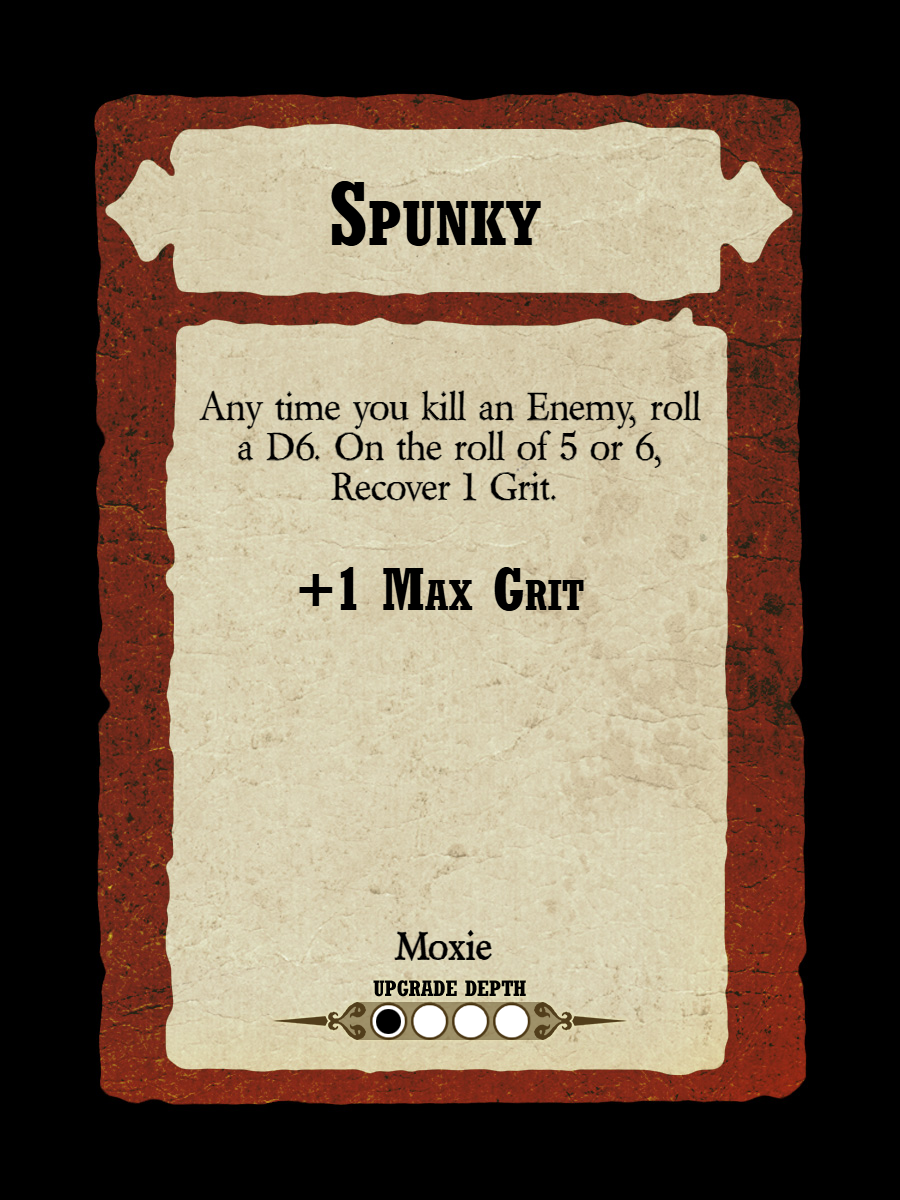 Spunky
Any time you kill an Enemy, roll
a D6. On the roll of 5 or 6,
Recover 1 Grit.
+1 Max Grit
Moxie
UPGRADE DEPTH